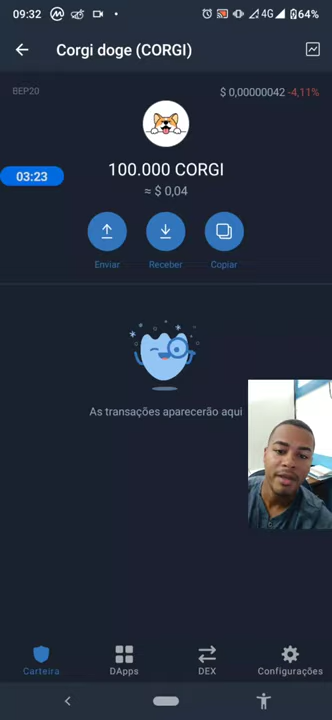 09:32
4G 64%
Corgi doge (CORGI)
BEP20
$ 0,00000042 -4,11%
03:23
100.000 CORGI
≈ $ 0,04
Enviar Receber Copiar
As transações aparecerão aqui
Carteira DApps DEX Configurações